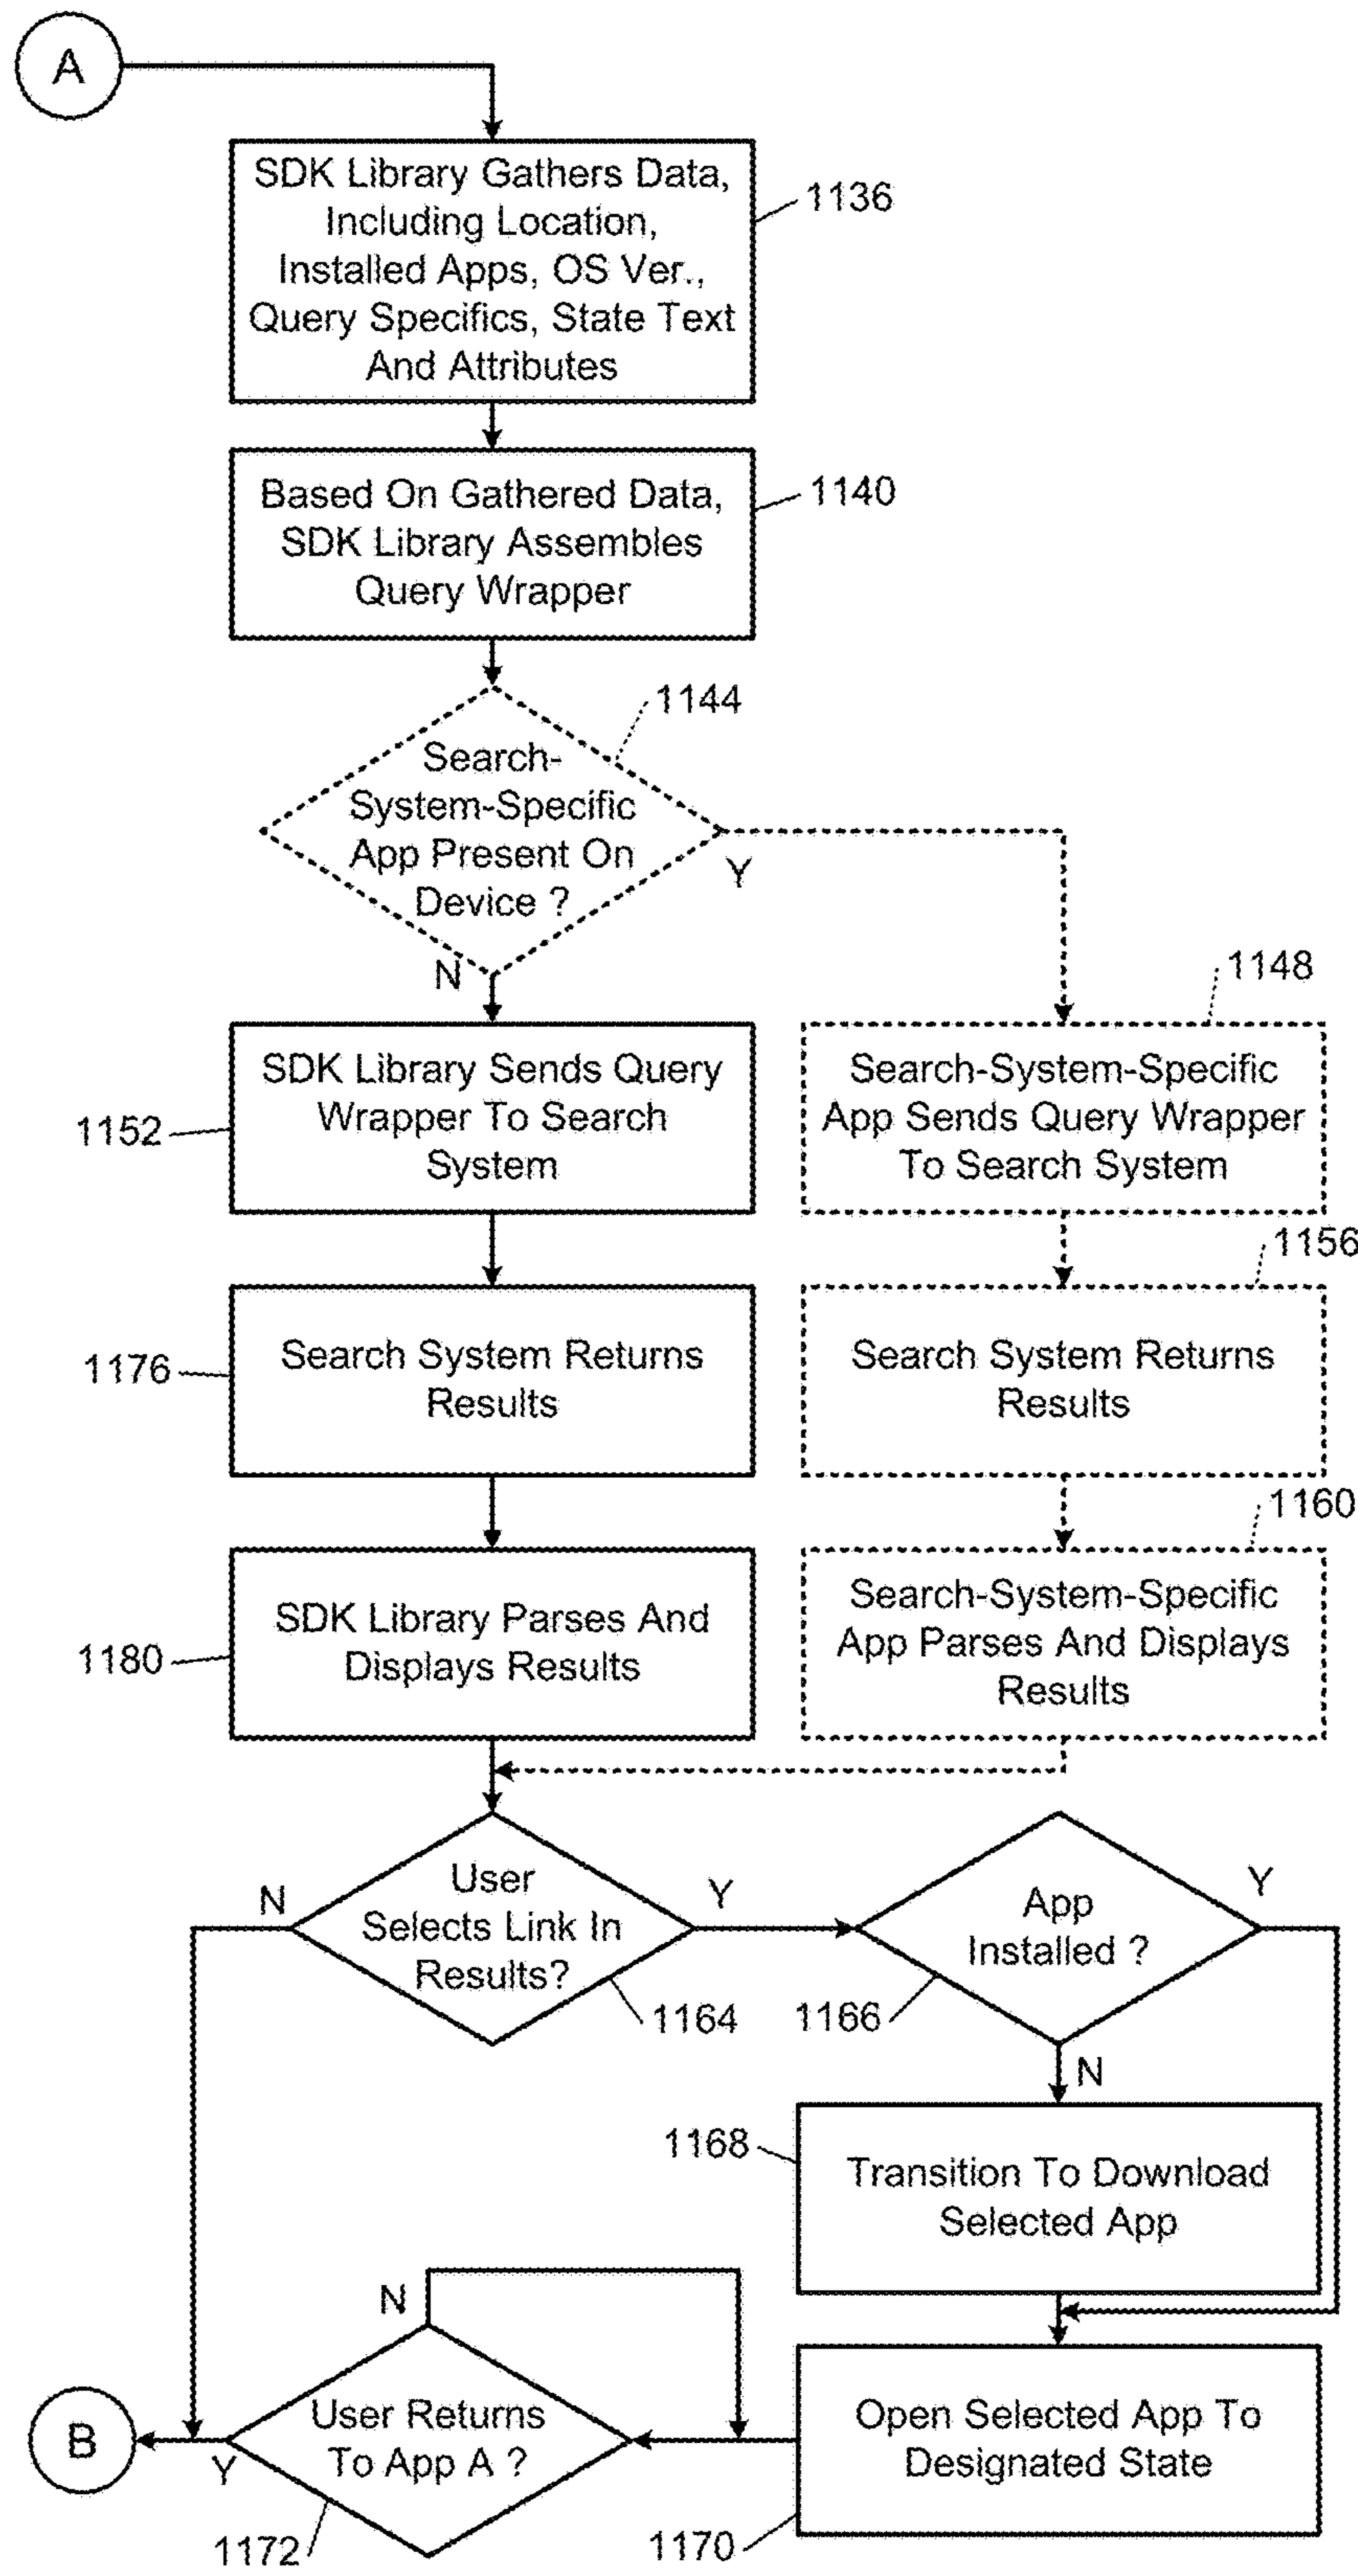 A
SDK Library Gathers Data,
Including Location,
Installed Apps, OS Ver.,
Query Specifics, State Text
And Attributes
1136
Based On Gathered Data,
SDK Library Assembles
Query Wrapper
1140
1144
Search-
System-Specific
App Present On
Device ?
Y
N
1148
SDK Library Sends Query
Wrapper To Search
System
1152
Search-System-Specific
App Sends Query Wrapper
To Search System
1156
Search System Returns
Results
1176
Search System Returns
Results
1160
SDK Library Parses And
Displays Results
1180
Search-System-Specific
App Parses And Displays
Results
N
User
Selects Link In
Results?
Y
1164
App
Installed ?
Y
1166
N
1168
Transition To Download
Selected App
N
B
Y
User Returns
To App A ?
1172
Open Selected App To
Designated State
1170